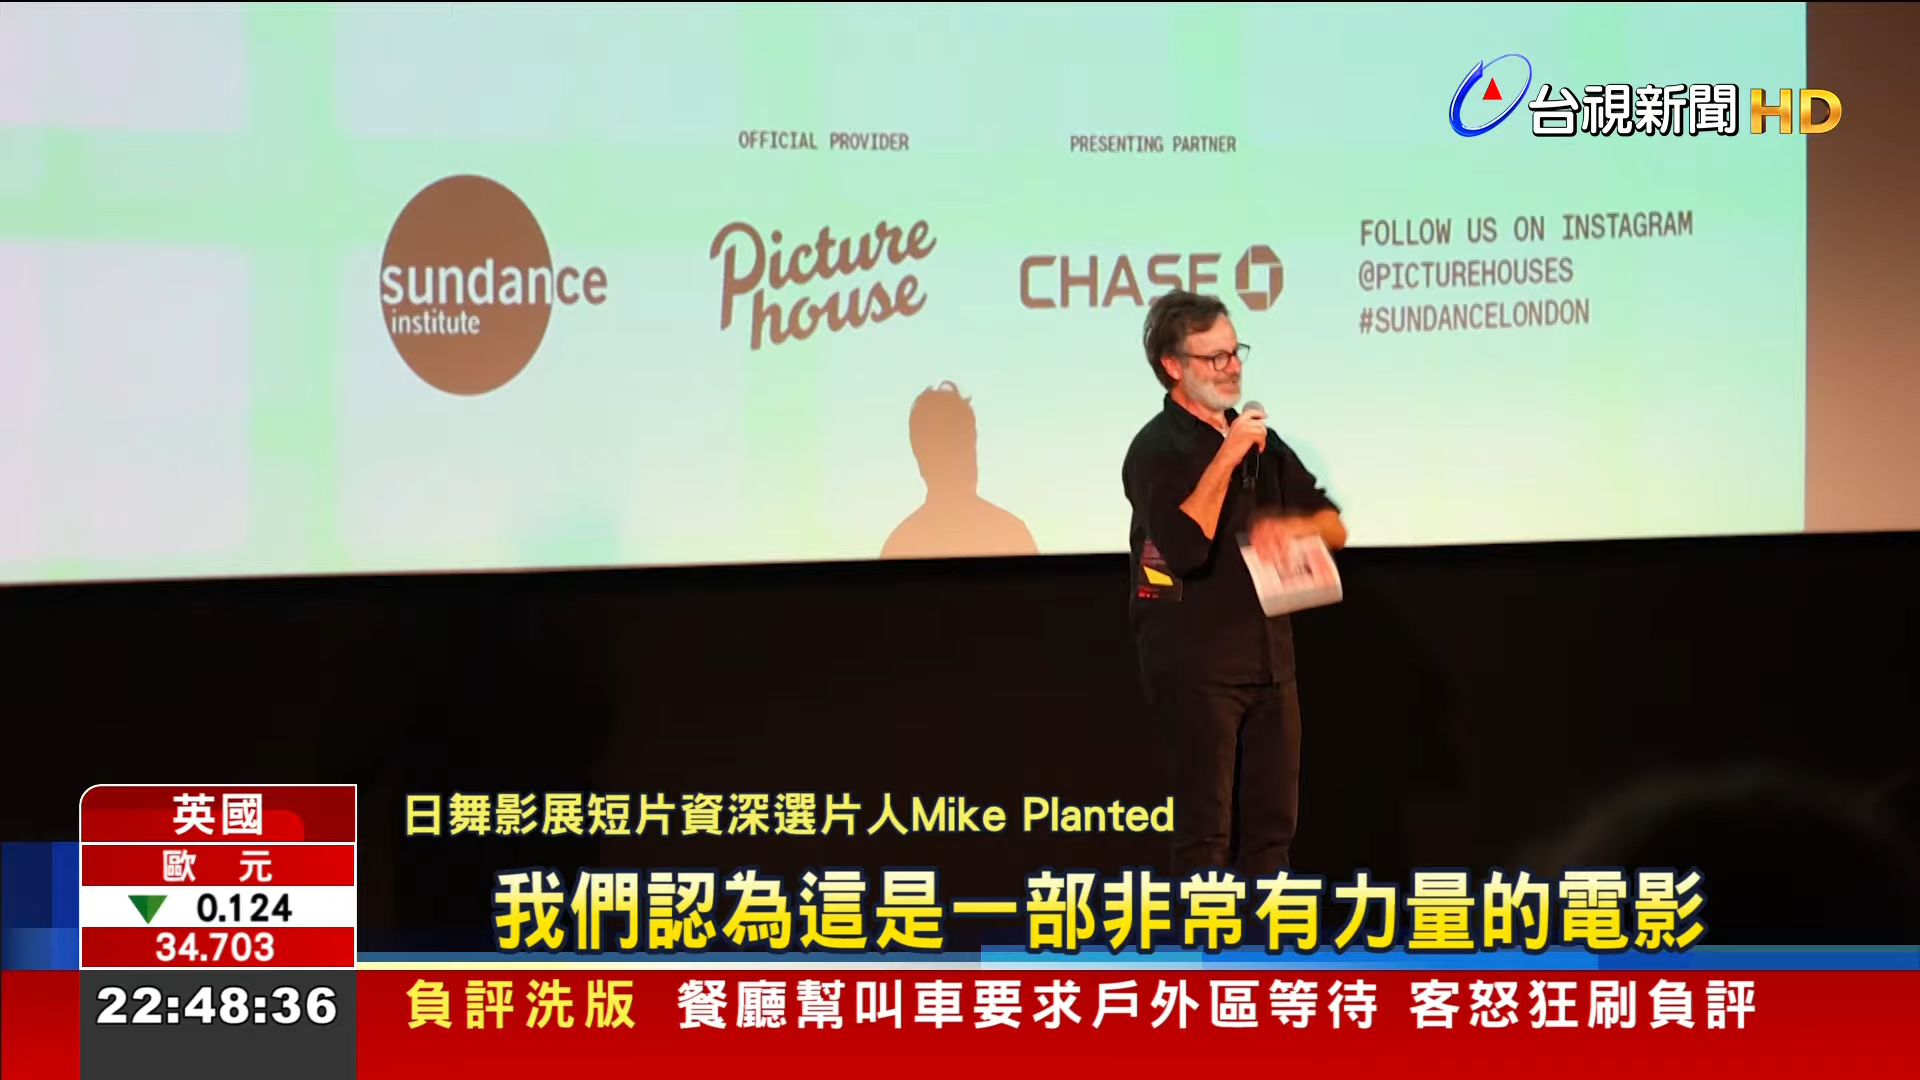 台視新聞HD
OFFICIAL PROVIDER
PRESENTING PARTNER
sundance
institute
Picture
house
CHASE
FOLLOW US ON INSTAGRAM
@PICTUREHOUSES
#SUNDANCELONDON
英國
歐 元
0.124
34.703
22:48:36
日舞影展短片資深選片人Mike Planted
我們認為這是一部非常有力量的電影
負評洗版 餐廳幫叫車要求戶外區等待 客怒狂刷負評